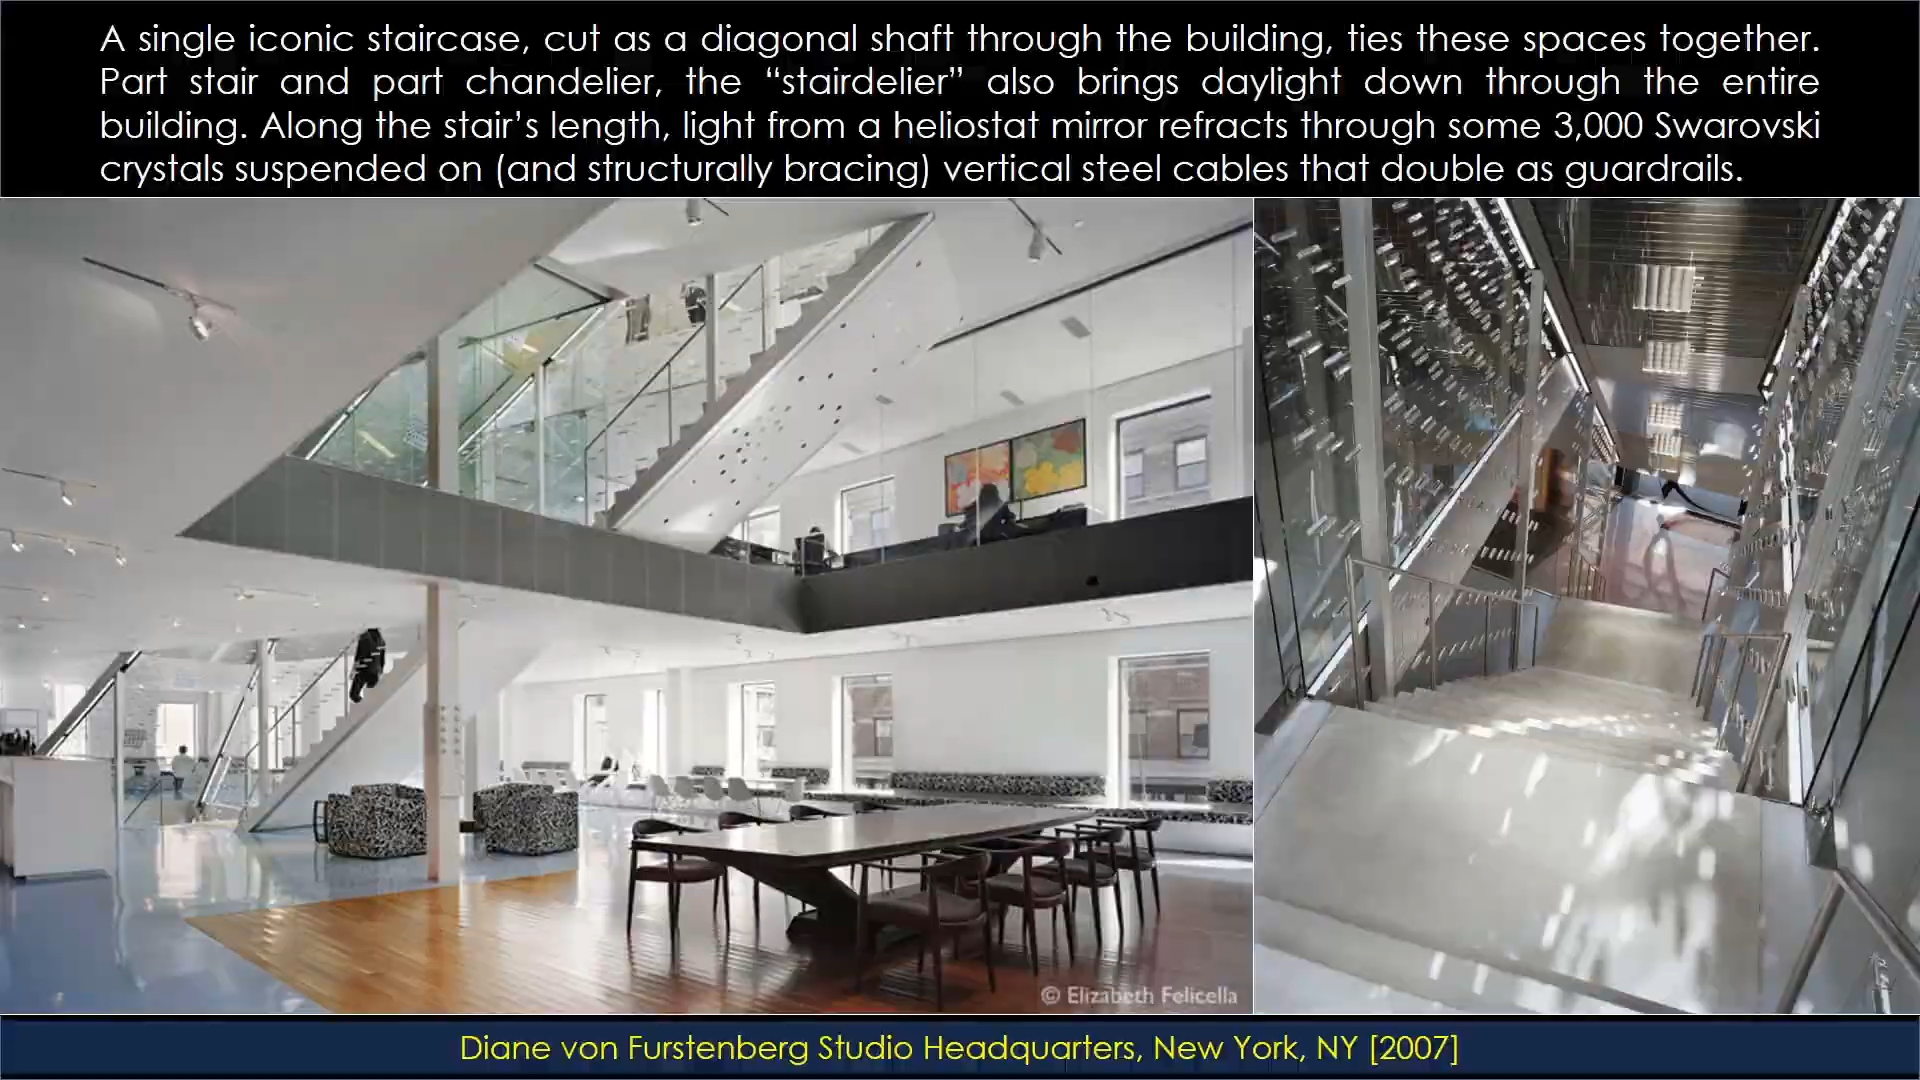 A single iconic staircase, cut as a diagonal shaft through the building, ties these spaces together.
Part stair and part chandelier, the “stairdelier” also brings daylight down through the entire
building. Along the stair’s length, light from a heliostat mirror refracts through some 3,000 Swarovski
crystals suspended on (and structurally bracing) vertical steel cables that double as guardrails.
© Elizabeth Felicella
Diane von Furstenberg Studio Headquarters, New York, NY [2007]